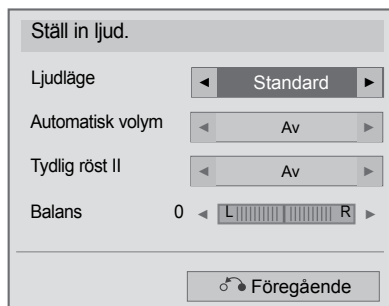 Ställ in ljud.
Ljudläge ◄ Standard ►
Automatisk volym ◄ Av ►
Tydlig röst II ◄ Av ►
Balans 0 ◄ L R ►
Föregående